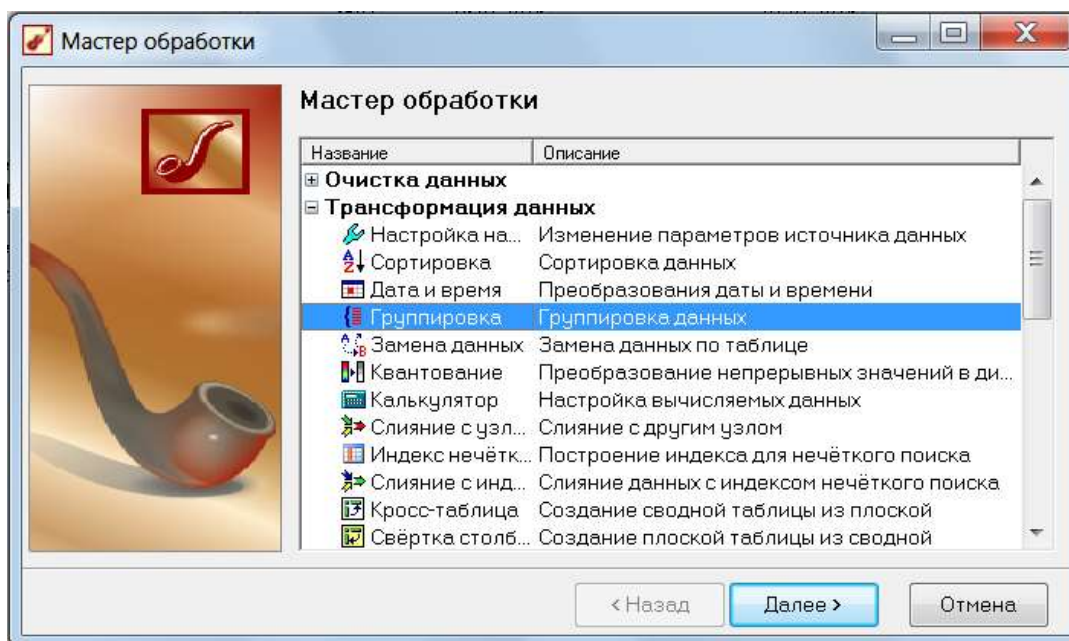 Мастер обработки
Мастер обработки
Название Описание
Очистка данных
Трансформация данных
Настройка на... Изменение параметров источника данных
Сортировка Сортировка данных
Дата и время Преобразования даты и времени
Группировка Группировка данных
Замена данных Замена данных по таблице
Квантование Преобразование непрерывных значений в ди...
Калькулятор Настройка вычисляемых данных
Слияние с узл... Слияние с другим узлом
Индекс нечётк... Построение индекса для нечёткого поиска
Слияние с инд... Слияние данных с индексом нечёткого поиска
Кросс-таблица Создание сводной таблицы из плоской
Свёртка столб... Создание плоской таблицы из сводной
< Назад Далее > Отмена